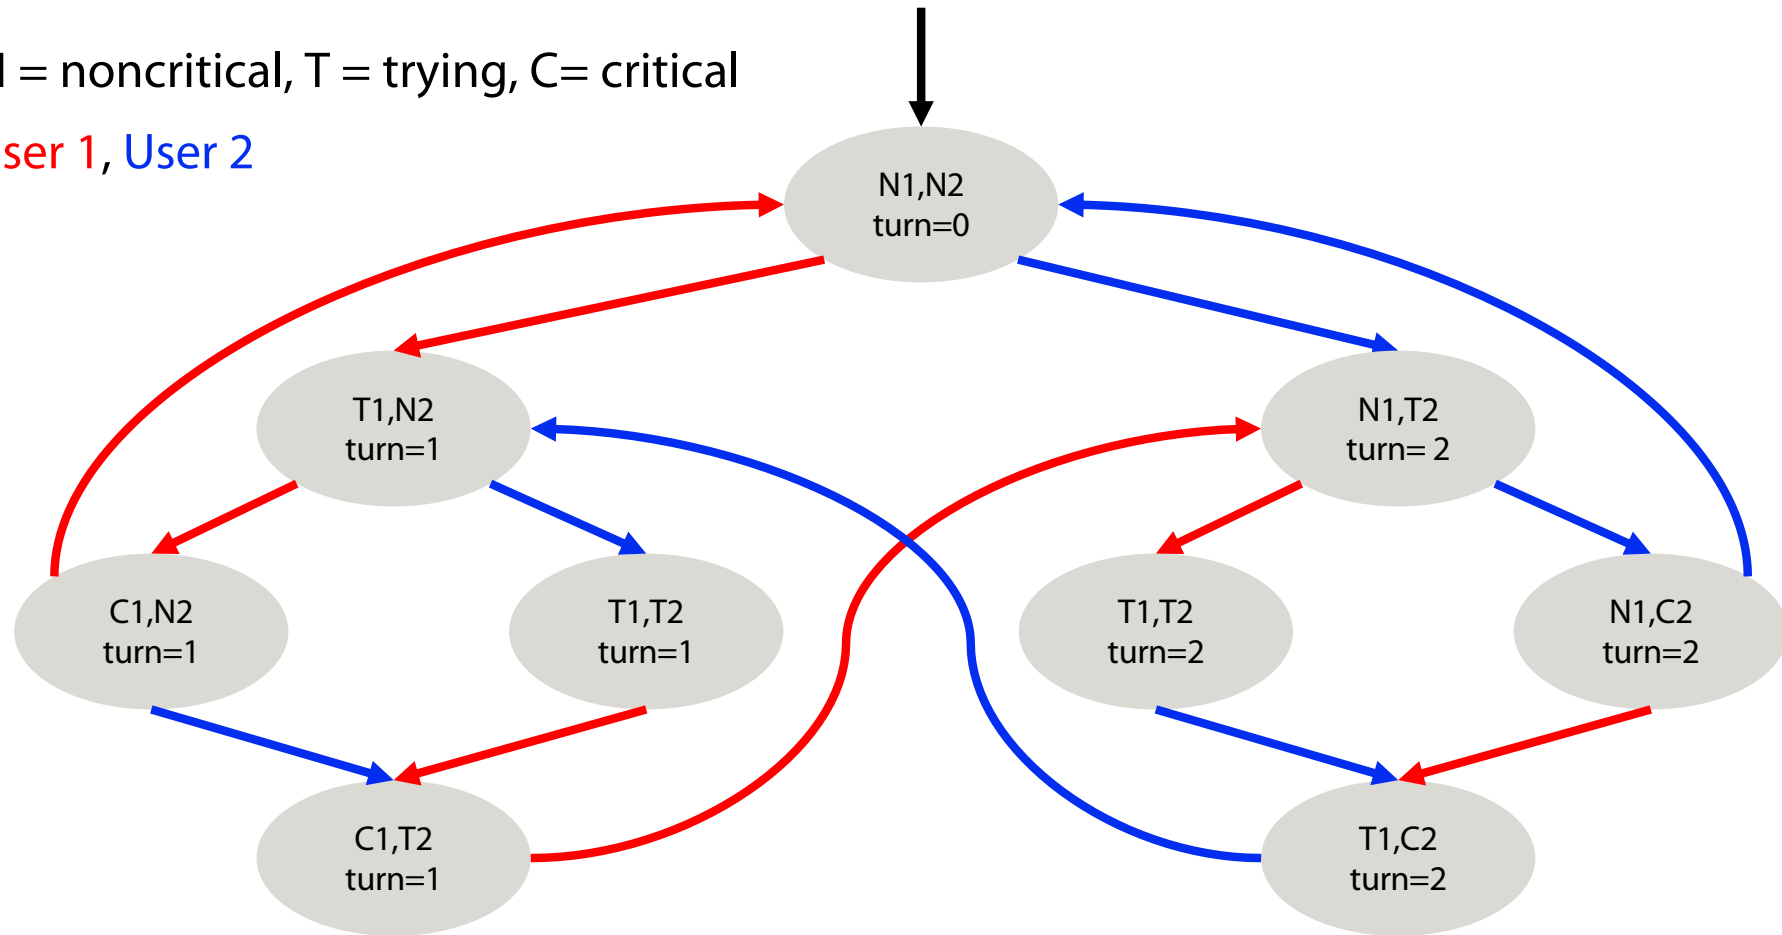 = noncritical, T = trying, C= critical
ser 1, User 2
N1,N2
turn=0
T1,N2
turn=1
N1,T2
turn= 2
C1,N2
turn=1
T1,T2
turn=1
T1,T2
turn=2
N1,C2
turn=2
C1,T2
turn=1
T1,C2
turn=2